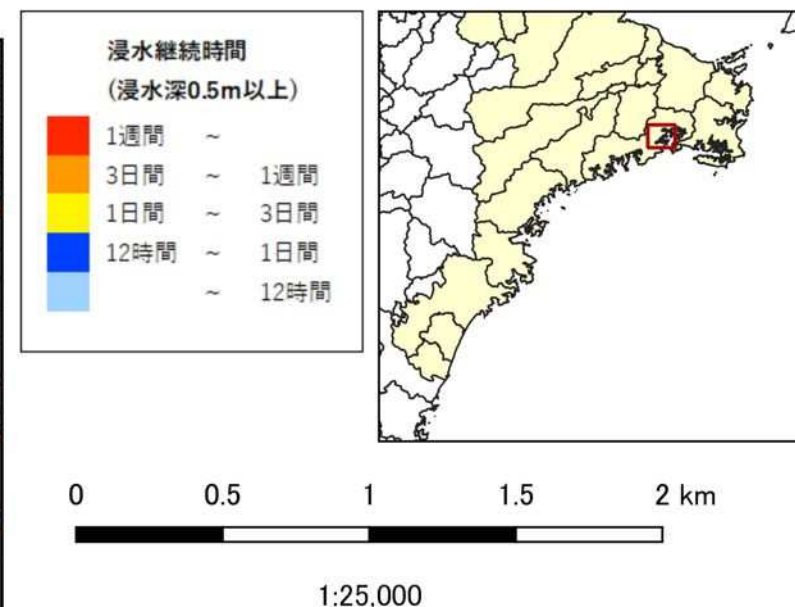 浸水継続時間
(浸水深0.5m以上)
1週間 ~
3日間 ~ 1週間
1日間 ~ 3日間
12時間 ~ 1日間
~ 12時間
0 0.5 1 1.5 2 km
1:25,000